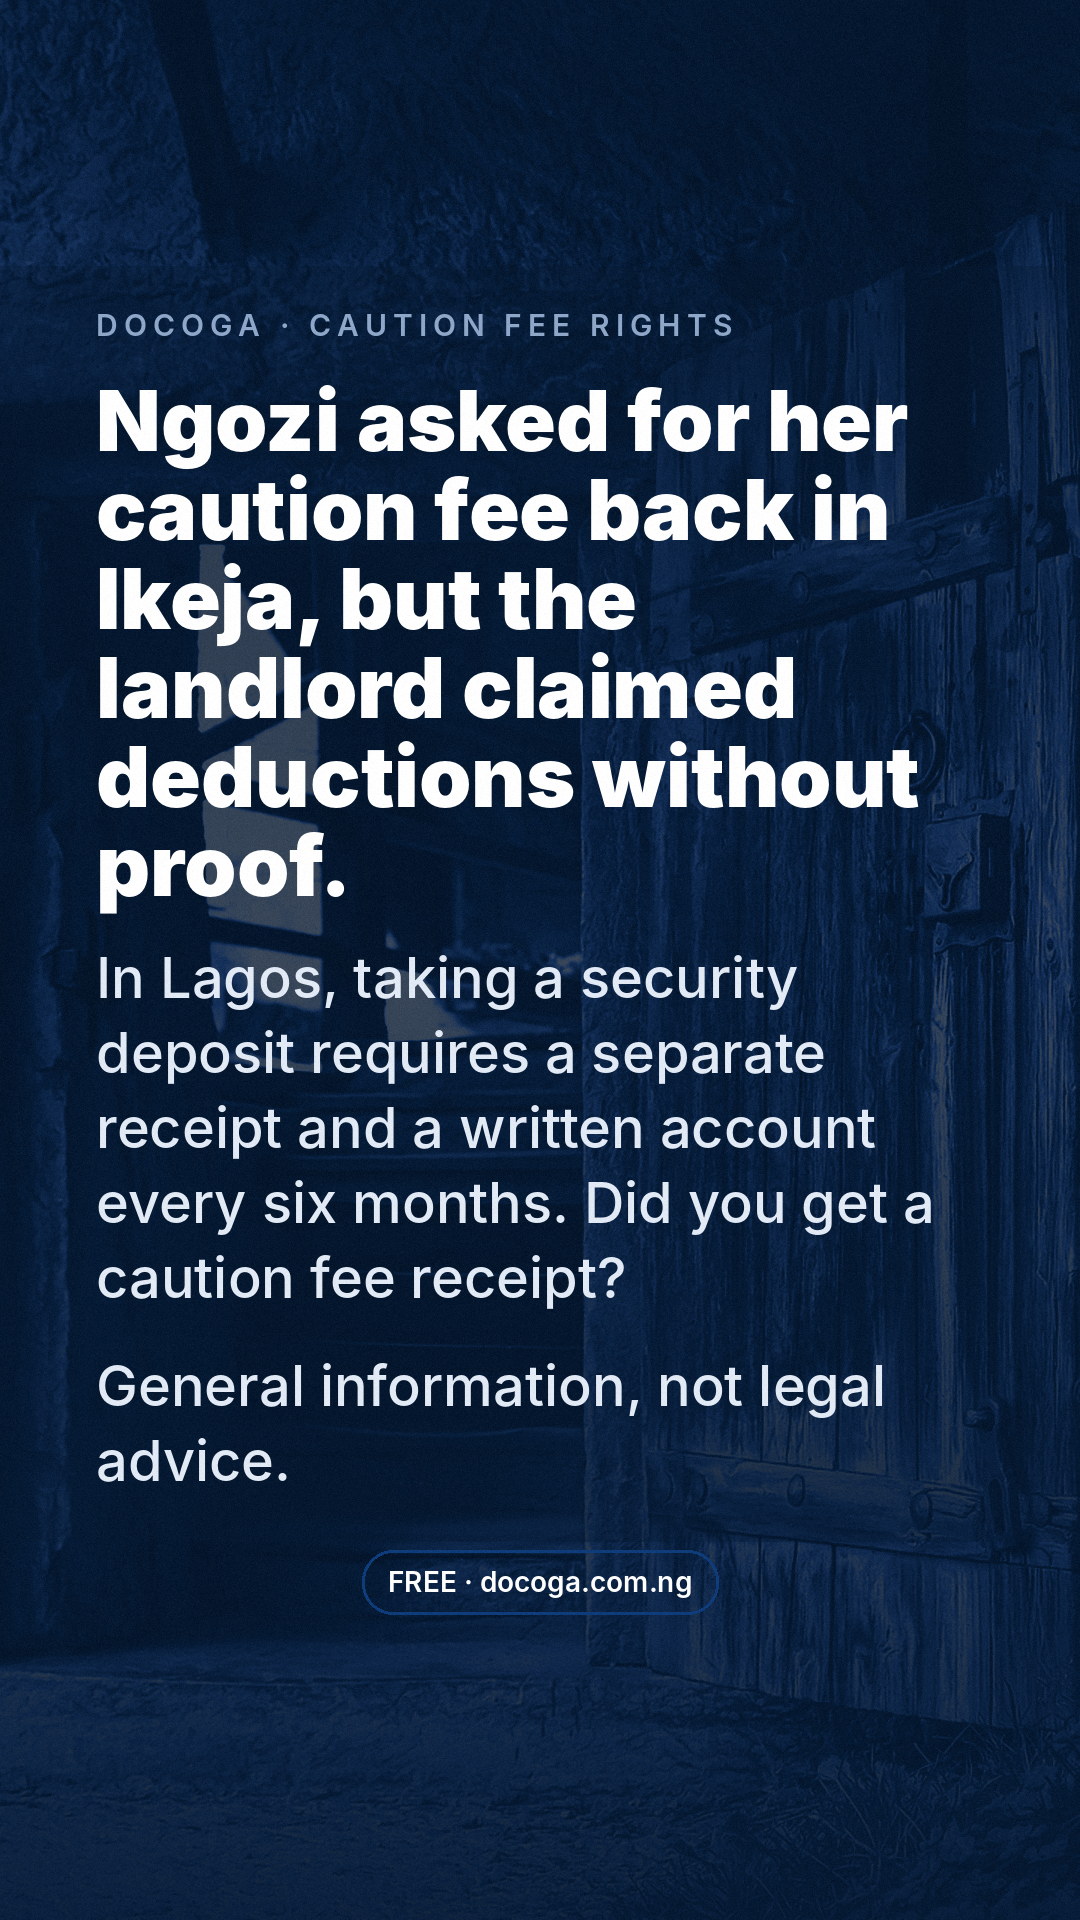 DOCOGA · CAUTION FEE RIGHTS
Ngozi asked for her
caution fee back in
Ikeja, but the
landlord claimed
deductions without
proof.
In Lagos, taking a security
deposit requires a separate
receipt and a written account
every six months. Did you get a
caution fee receipt?
General information, not legal
advice.
FREE · docoga.com.ng